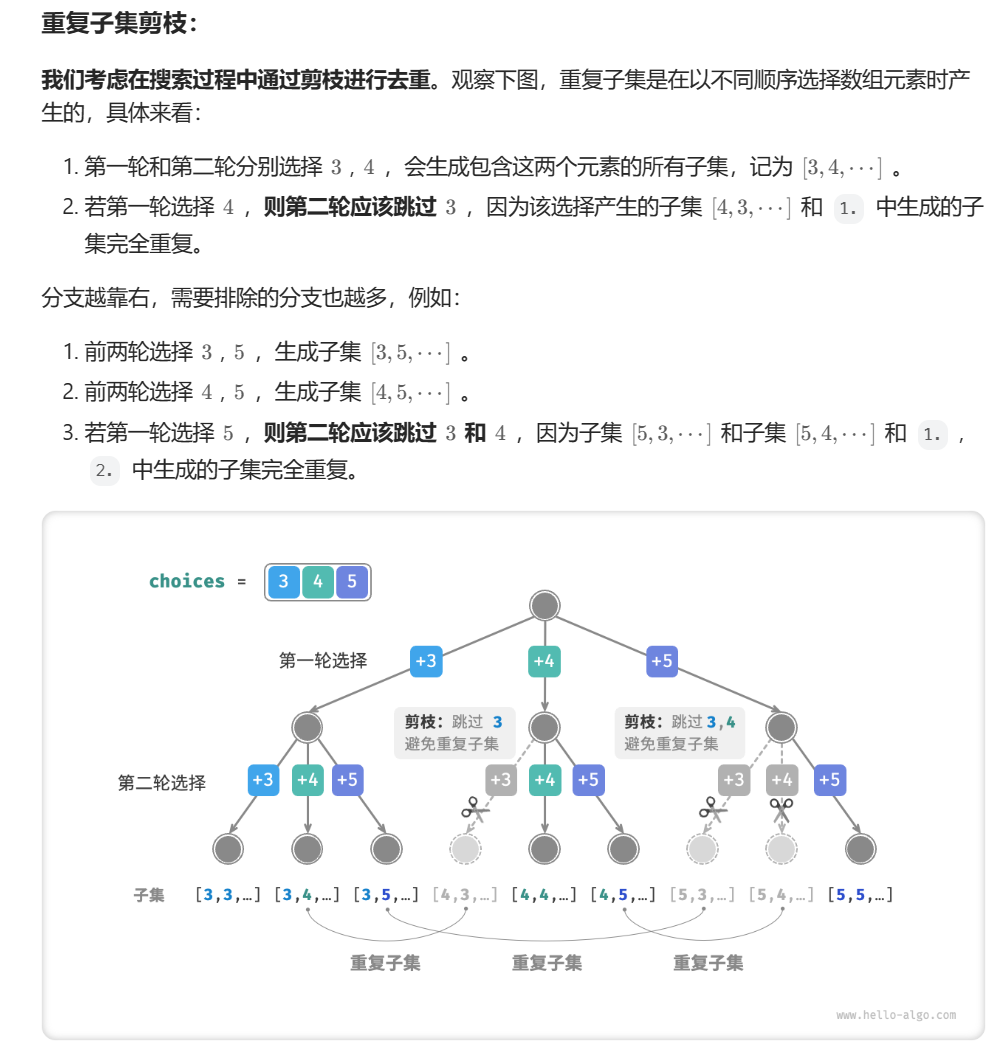 重复子集剪枝：
我们考虑在搜索过程中通过剪枝进行去重。观察下图，重复子集是在以不同顺序选择数组元素时产
生的，具体来看：
1. 第一轮和第二轮分别选择 3 , 4 ，会生成包含这两个元素的所有子集，记为 [3, 4, ⋯] 。
2. 若第一轮选择 4 ，则第二轮应该跳过 3 ，因为该选择产生的子集 [4, 3, ⋯] 和 1. 中生成的子
集完全重复。
分支越靠右，需要排除的分支也越多，例如：
1. 前两轮选择 3 , 5 ，生成子集 [3, 5, ⋯] 。
2. 前两轮选择 4 , 5 ，生成子集 [4, 5, ⋯] 。
3. 若第一轮选择 5 ，则第二轮应该跳过 3 和 4 ，因为子集 [5, 3, ⋯] 和子集 [5, 4, ⋯] 和 1. ，
2. 中生成的子集完全重复。
choices = 3 4 5
第一轮选择 +3 +4 +5
剪枝：跳过 3
避免重复子集
剪枝：跳过 3,4
避免重复子集
第二轮选择 +3 +4 +5 +3 +4 +5 +3 +4 +5
子集 [3,3,…] [3,4,…] [3,5,…] [4,3,…] [4,4,…] [4,5,…] [5,3,…] [5,4,…] [5,5,…]
重复子集 重复子集 重复子集
www.hello-algo.com